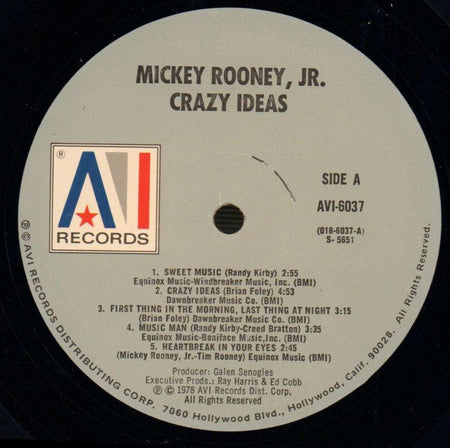 MICKEY ROONEY, JR.
CRAZY IDEAS
®
AVI
RECORDS
SIDE A
AVI-6037
(018-6037-A)
S- 5651
1. SWEET MUSIC (Randy Kirby) 2:55
Equinox Music-Windbreaker Music, Inc. (BMI)
2. CRAZY IDEAS (Brian Foley) 4:53
Dawnbreaker Music Co. (BMI)
3. FIRST THING IN THE MORNING, LAST THING AT NIGHT 3:15
(Brian Foley) Dawnbreaker Music Co. (BMI)
4. MUSIC MAN (Randy Kirby-Creed Bratton) 3:35
Equinox Music-Boniface Music,Inc. (BMI)
5. HEARTBREAK IN YOUR EYES 2:45
(Mickey Rooney, Jr.-Tim Rooney) Equinox Music (BMI)
Producer: Galen Senogles
Executive Prods.: Ray Harris & Ed Cobb
℗ © 1978 AVI Records Dist. Corp.
All Rights Reserved.
℗ © AVI RECORDS DISTRIBUTING CORP. 7060 Hollywood Blvd., Hollywood, Calif. 90028. All Rights Reserved.